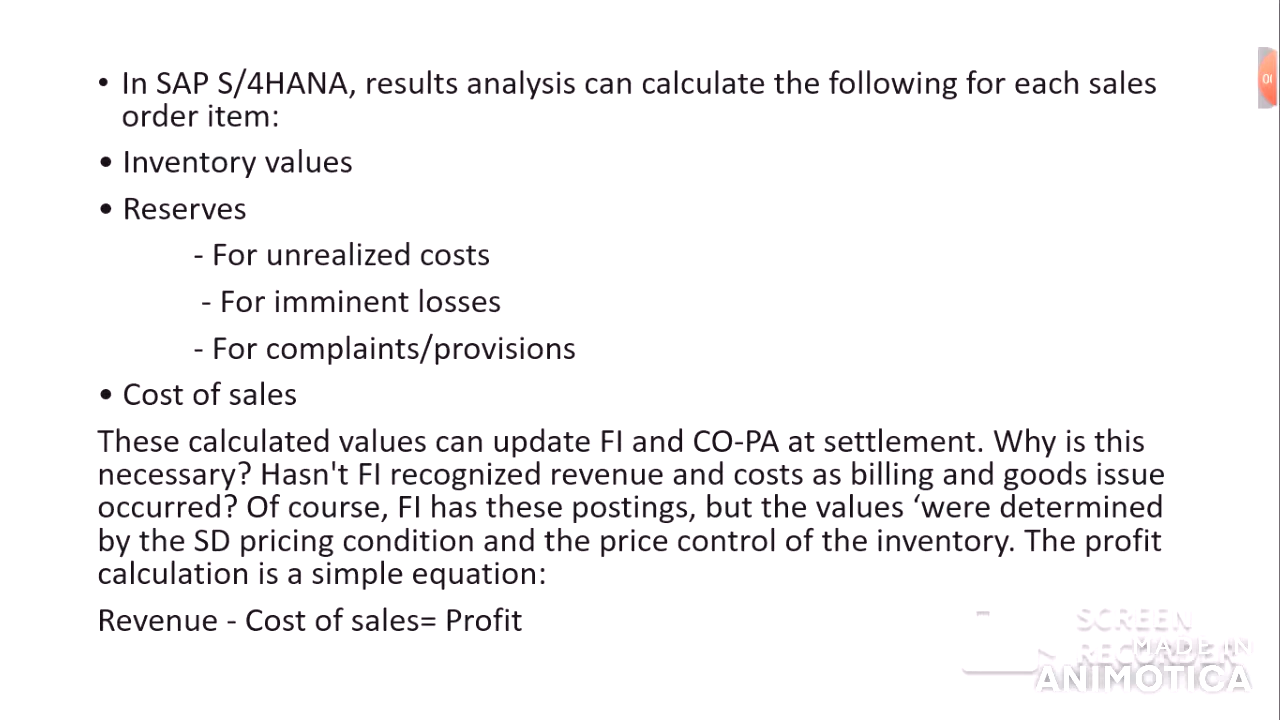 • In SAP S/4HANA, results analysis can calculate the following for each sales
order item:
• Inventory values
• Reserves
- For unrealized costs
- For imminent losses
- For complaints/provisions
• Cost of sales
These calculated values can update FI and CO-PA at settlement. Why is this
necessary? Hasn't FI recognized revenue and costs as billing and goods issue
occurred? Of course, FI has these postings, but the values ‘were determined
by the SD pricing condition and the price control of the inventory. The profit
calculation is a simple equation:
Revenue - Cost of sales= Profit
SCREEN
RECORDER
MADE IN
ANIMOTICA